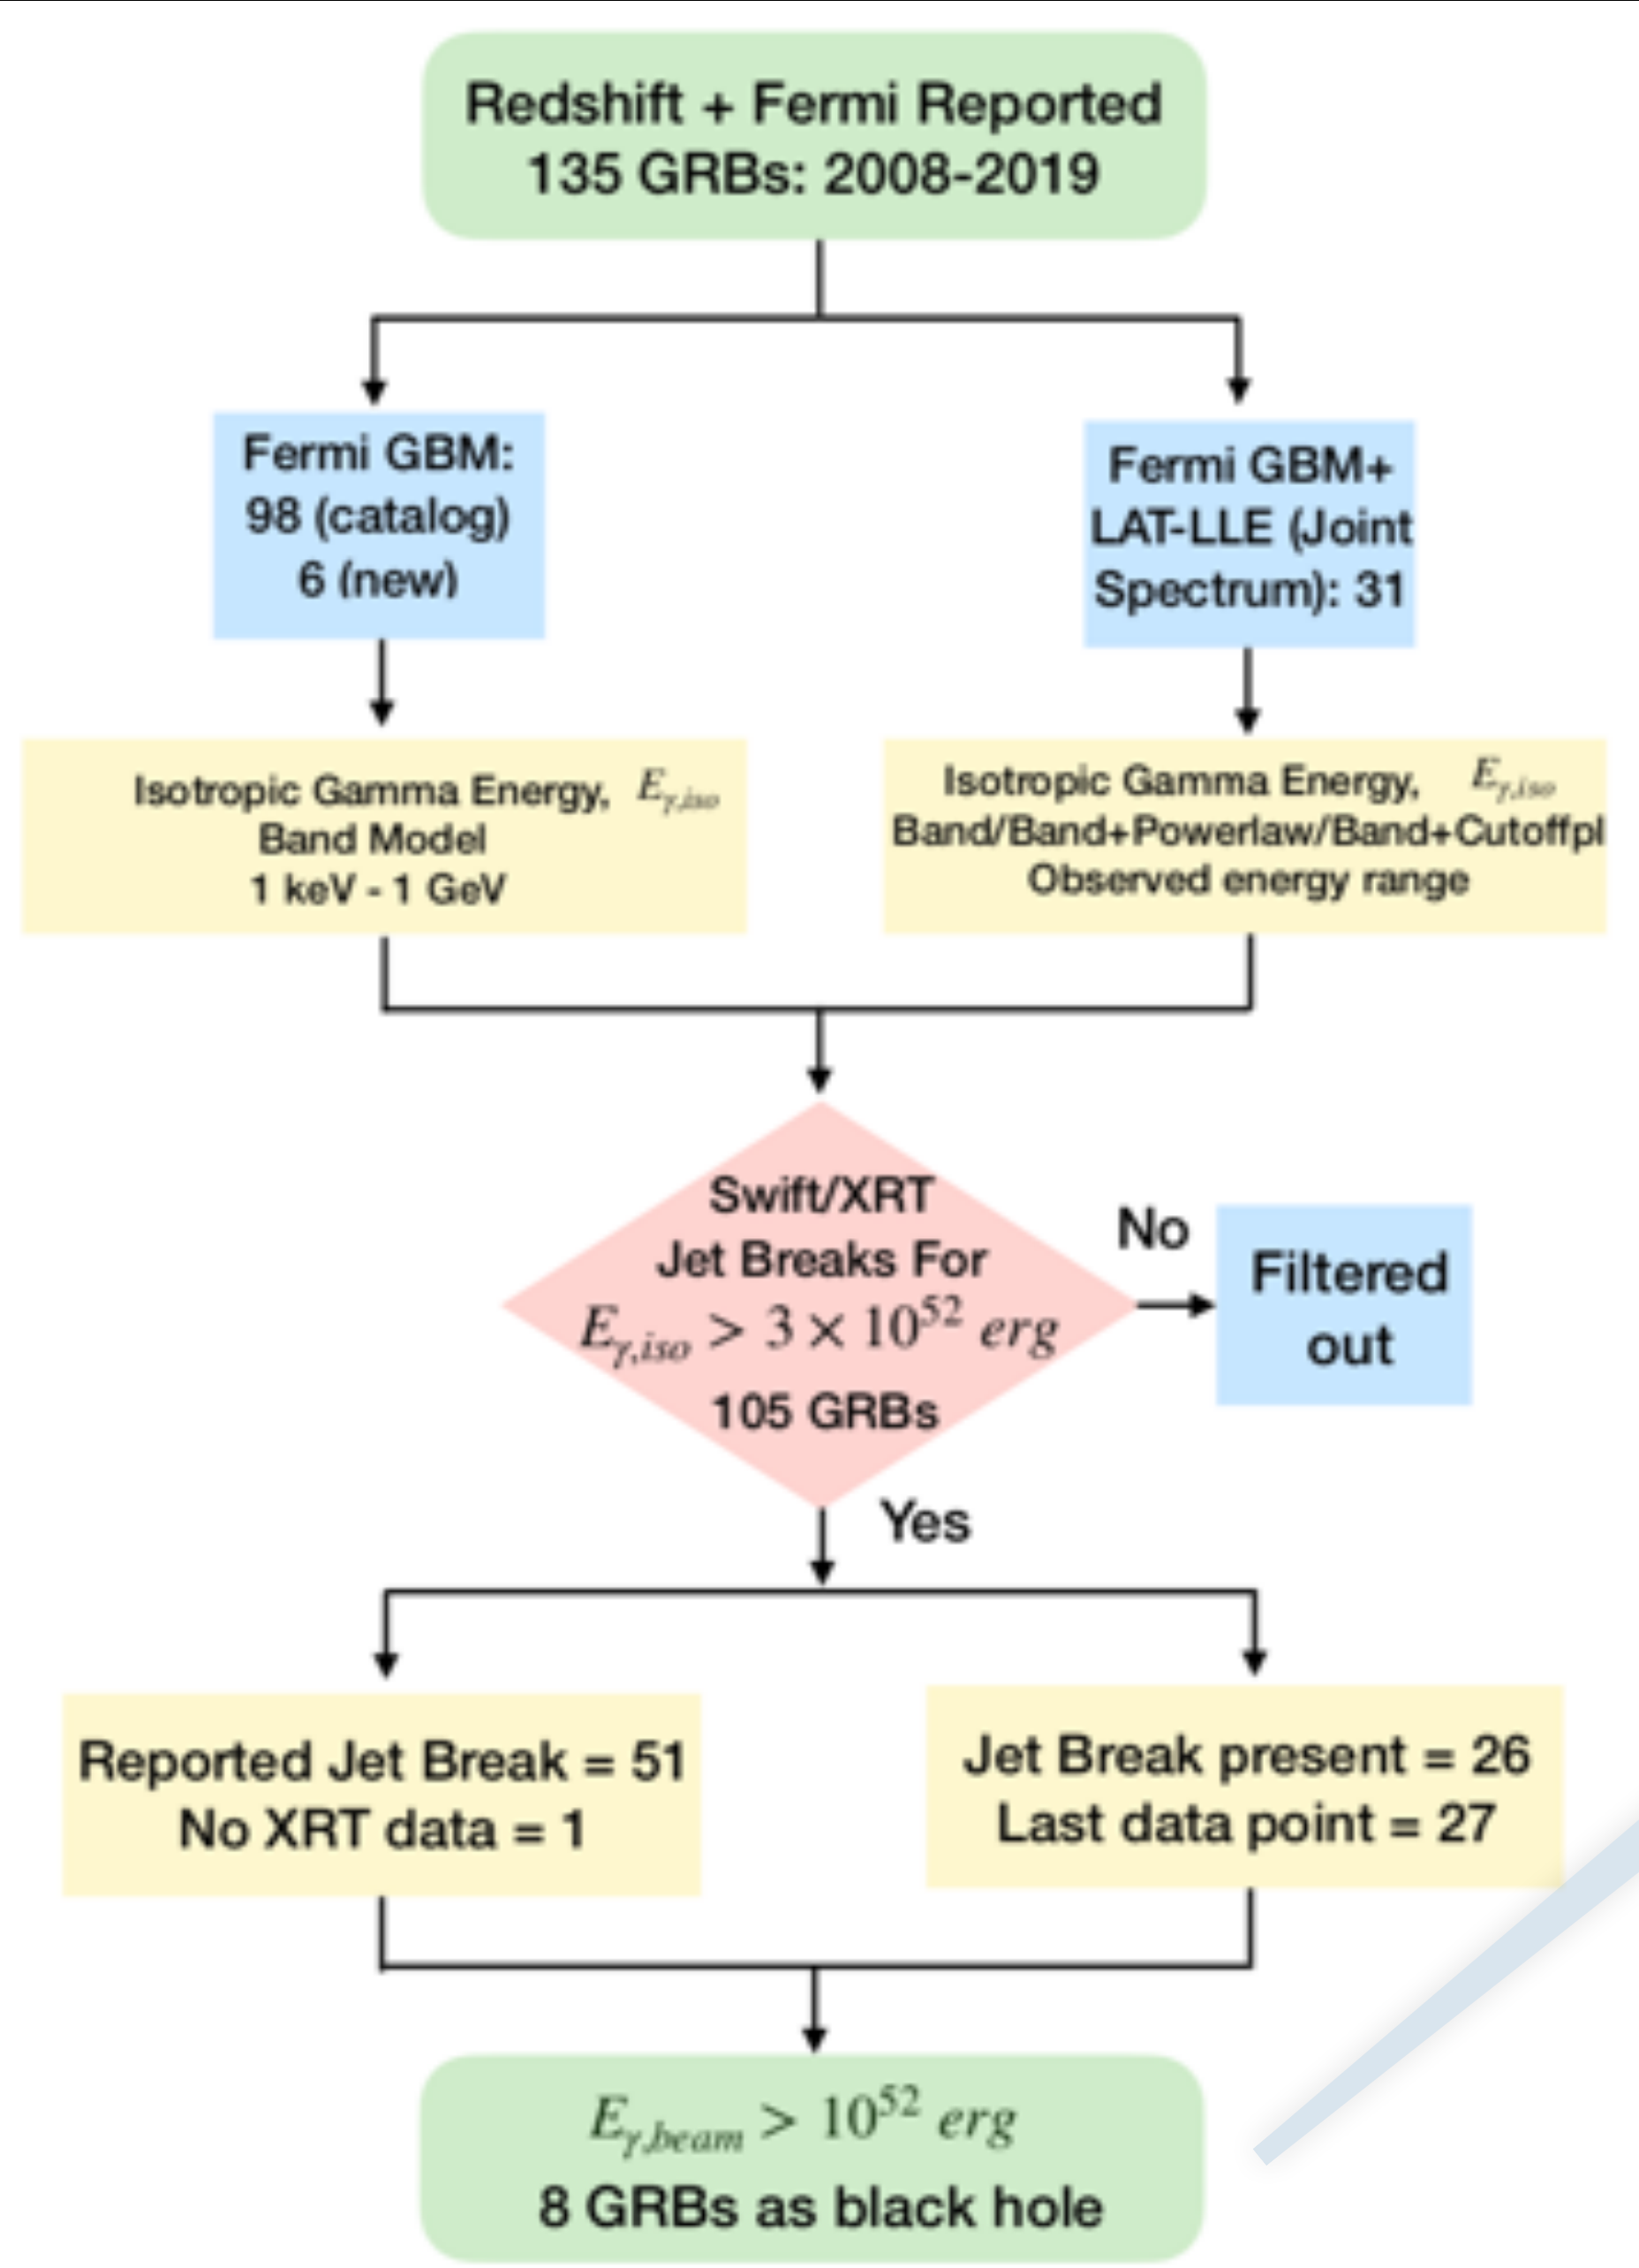 Redshift + Fermi Reported
135 GRBs: 2008-2019
Fermi GBM:
98 (catalog)
6 (new)
Fermi GBM+
LAT-LLE (Joint
Spectrum): 31
Isotropic Gamma Energy, E_{γ,iso}
Band Model
1 keV - 1 GeV
Isotropic Gamma Energy, E_{γ,iso}
Band/Band+Powerlaw/Band+Cutoffpl
Observed energy range
Swift/XRT
Jet Breaks For
E_{γ,iso} > 3 × 10^{52} erg
105 GRBs
No
Filtered
out
Yes
Reported Jet Break = 51
No XRT data = 1
Jet Break present = 26
Last data point = 27
E_{γ,beam} > 10^{52} erg
8 GRBs as black hole